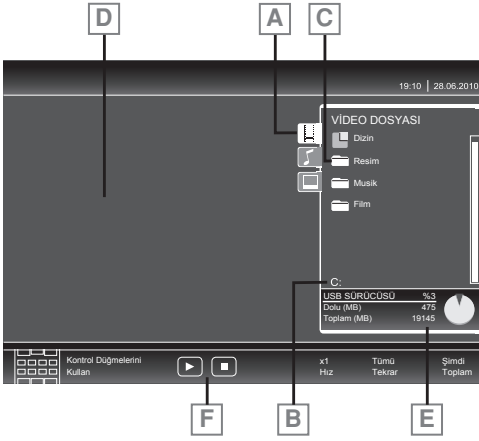 D A C
19:10 | 28.06.2010
VİDEO DOSYASI
Dizin
Resim
Musik
Film
C:
USB SÜRÜCÜSÜ %3
Dolu (MB) 475
Toplam (MB) 19145
Kontrol Düğmelerini
Kullan
x1 Tümü Şimdi
Hız Tekrar Toplam
F B E